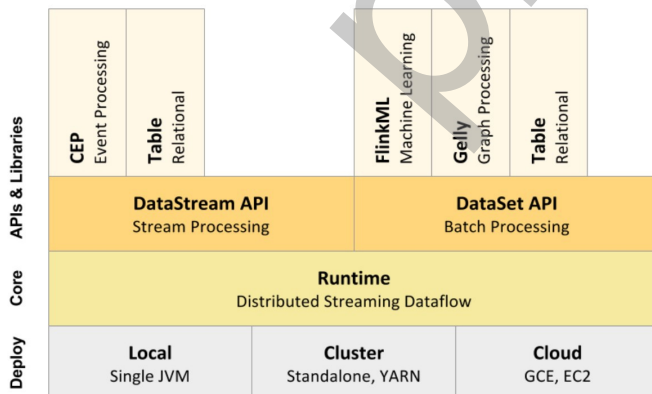 APIs & Libraries
CEP
Event Processing
Table
Relational
FlinkML
Machine Learning
Gelly
Graph Processing
Table
Relational
DataStream API
Stream Processing
DataSet API
Batch Processing
Core
Runtime
Distributed Streaming Dataflow
Deploy
Local
Single JVM
Cluster
Standalone, YARN
Cloud
GCE, EC2